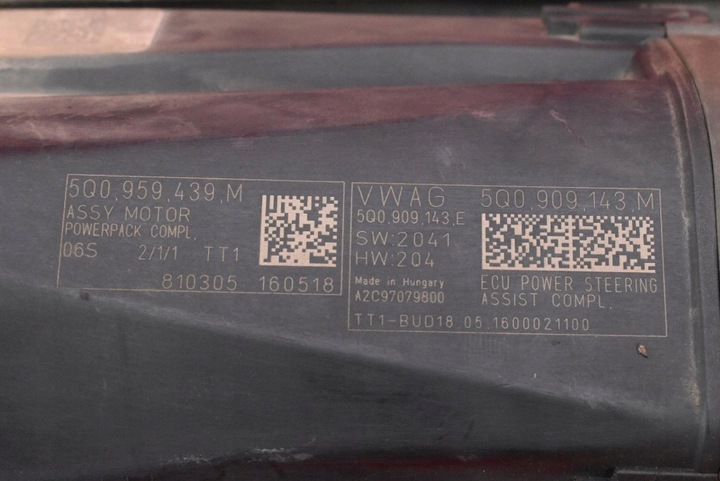 5Q0.959.439.M
ASSY MOTOR
POWERPACK COMPL.
06S 2/1/1 TT1
810305 160518
VWAG 5Q0.909.143.M
5Q0.909.143.E
SW:2041
HW:204
Made in Hungary
A2C97079800
ECU POWER STEERING
ASSIST COMPL.
TT1-BUD18.05.1600021100